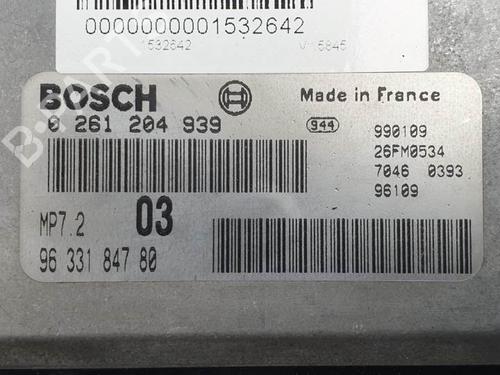 0000000001532642
1532642 V15845
BOSCH Made in France
0 261 204 939 944 990109
26FM0534
7046 0393
96109
MP7.2 03
96 331 847 80